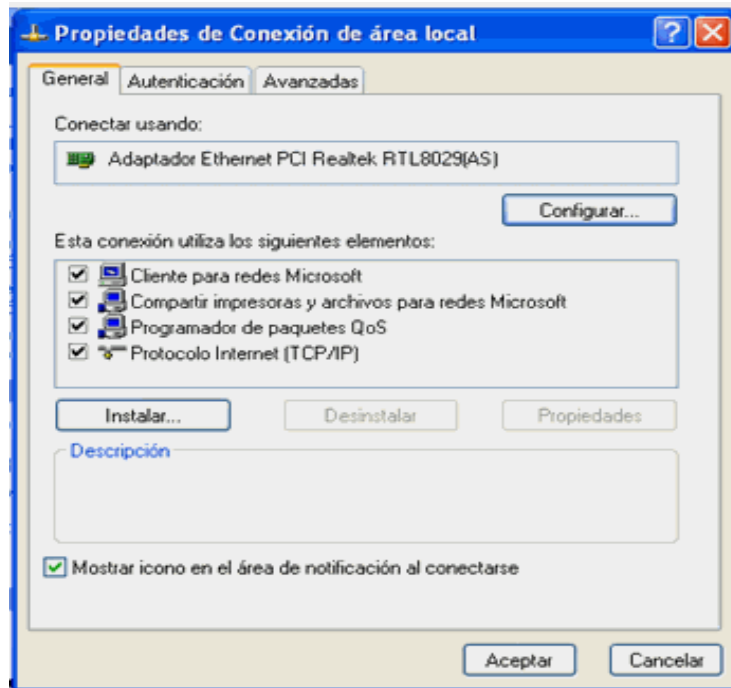 Propiedades de Conexión de área local
General Autenticación Avanzadas
Conectar usando:
Adaptador Ethernet PCI Realtek RTL8029(AS)
Configurar...
Esta conexión utiliza los siguientes elementos:
Cliente para redes Microsoft
Compartir impresoras y archivos para redes Microsoft
Programador de paquetes QoS
Protocolo Internet (TCP/IP)
Instalar... Desinstalar Propiedades
Descripción
Mostrar icono en el área de notificación al conectarse
Aceptar Cancelar